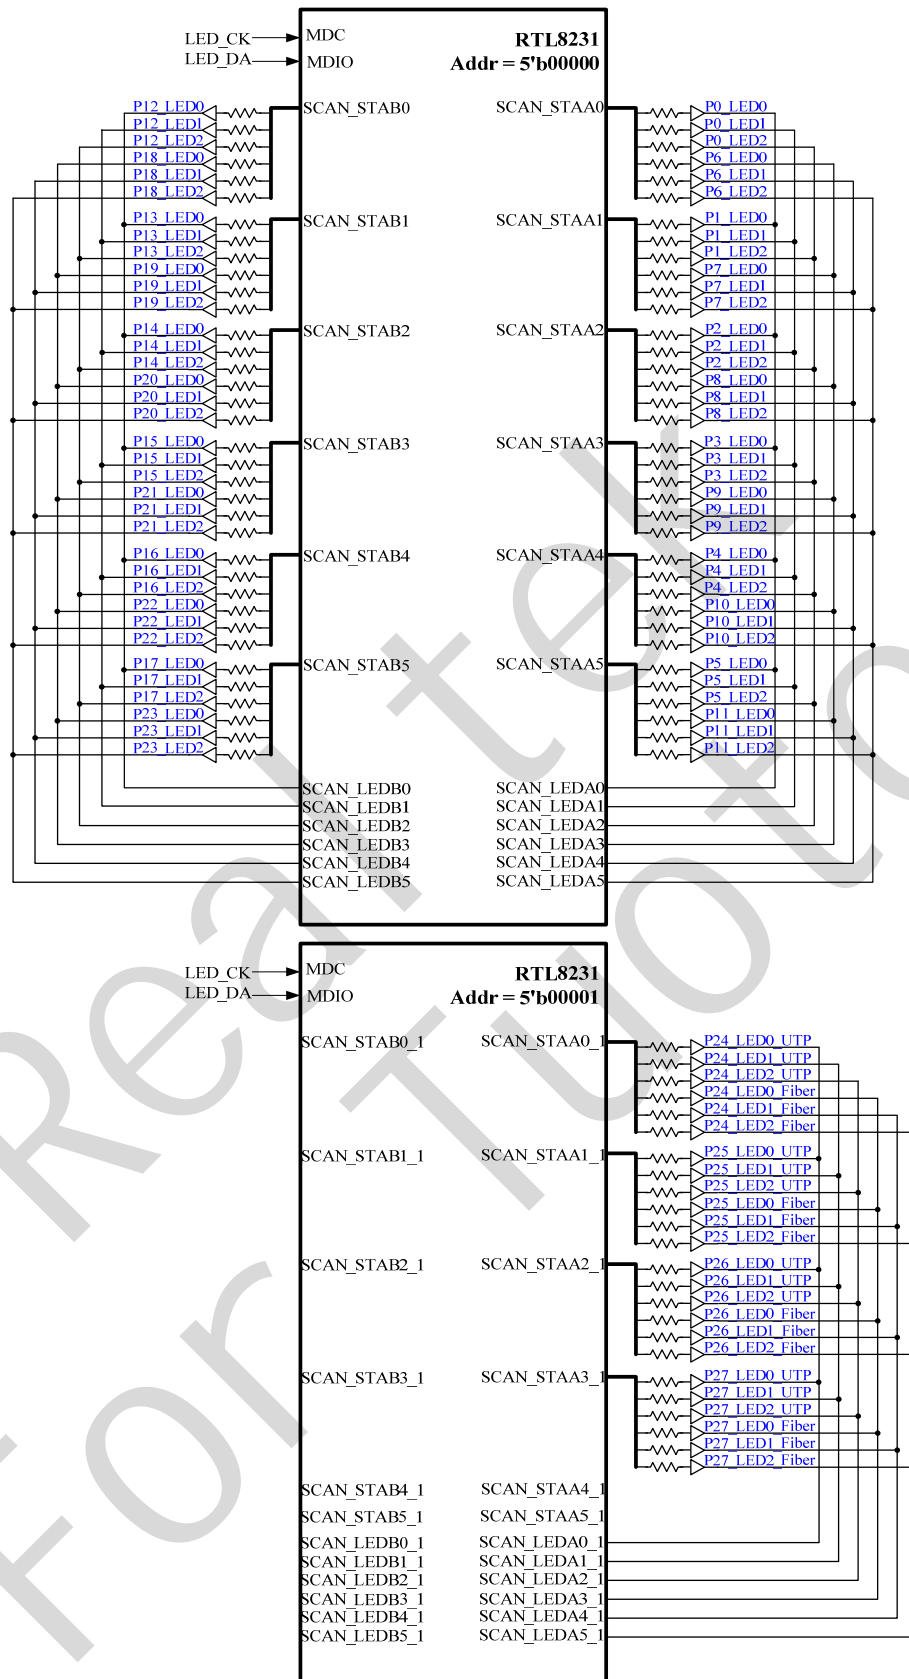 LED_CK MDC RTL8231
LED_DA MDIO Addr = 5'b00000
P12_LED0 SCAN_STAB0 SCAN_STAA0 P0_LED0
P12_LED1 P0_LED1
P12_LED2 P0_LED2
P18_LED0 P6_LED0
P18_LED1 P6_LED1
P18_LED2 P6_LED2
P13_LED0 SCAN_STAB1 SCAN_STAA1 P1_LED0
P13_LED1 P1_LED1
P13_LED2 P1_LED2
P19_LED0 P7_LED0
P19_LED1 P7_LED1
P19_LED2 P7_LED2
P14_LED0 SCAN_STAB2 SCAN_STAA2 P2_LED0
P14_LED1 P2_LED1
P14_LED2 P2_LED2
P20_LED0 P8_LED0
P20_LED1 P8_LED1
P20_LED2 P8_LED2
P15_LED0 SCAN_STAB3 SCAN_STAA3 P3_LED0
P15_LED1 P3_LED1
P15_LED2 P3_LED2
P21_LED0 P9_LED0
P21_LED1 P9_LED1
P21_LED2 P9_LED2
P16_LED0 SCAN_STAB4 SCAN_STAA4 P4_LED0
P16_LED1 P4_LED1
P16_LED2 P4_LED2
P22_LED0 P10_LED0
P22_LED1 P10_LED1
P22_LED2 P10_LED2
P17_LED0 SCAN_STAB5 SCAN_STAA5 P5_LED0
P17_LED1 P5_LED1
P17_LED2 P5_LED2
P23_LED0 P11_LED0
P23_LED1 P11_LED1
P23_LED2 P11_LED2
SCAN_LEDB0 SCAN_LEDA0
SCAN_LEDB1 SCAN_LEDA1
SCAN_LEDB2 SCAN_LEDA2
SCAN_LEDB3 SCAN_LEDA3
SCAN_LEDB4 SCAN_LEDA4
SCAN_LEDB5 SCAN_LEDA5
LED_CK MDC RTL8231
LED_DA MDIO Addr = 5'b00001
SCAN_STAB0_1 SCAN_STAA0_1 P24_LED0_UTP
P24_LED1_UTP
P24_LED2_UTP
P24_LED0_Fiber
P24_LED1_Fiber
P24_LED2_Fiber
SCAN_STAB1_1 SCAN_STAA1_1 P25_LED0_UTP
P25_LED1_UTP
P25_LED2_UTP
P25_LED0_Fiber
P25_LED1_Fiber
P25_LED2_Fiber
SCAN_STAB2_1 SCAN_STAA2_1 P26_LED0_UTP
P26_LED1_UTP
P26_LED2_UTP
P26_LED0_Fiber
P26_LED1_Fiber
P26_LED2_Fiber
SCAN_STAB3_1 SCAN_STAA3_1 P27_LED0_UTP
P27_LED1_UTP
P27_LED2_UTP
P27_LED0_Fiber
P27_LED1_Fiber
P27_LED2_Fiber
SCAN_STAB4_1 SCAN_STAA4_1
SCAN_STAB5_1 SCAN_STAA5_1
SCAN_LEDB0_1 SCAN_LEDA0_1
SCAN_LEDB1_1 SCAN_LEDA1_1
SCAN_LEDB2_1 SCAN_LEDA2_1
SCAN_LEDB3_1 SCAN_LEDA3_1
SCAN_LEDB4_1 SCAN_LEDA4_1
SCAN_LEDB5_1 SCAN_LEDA5_1
Realtek
For Tuoto